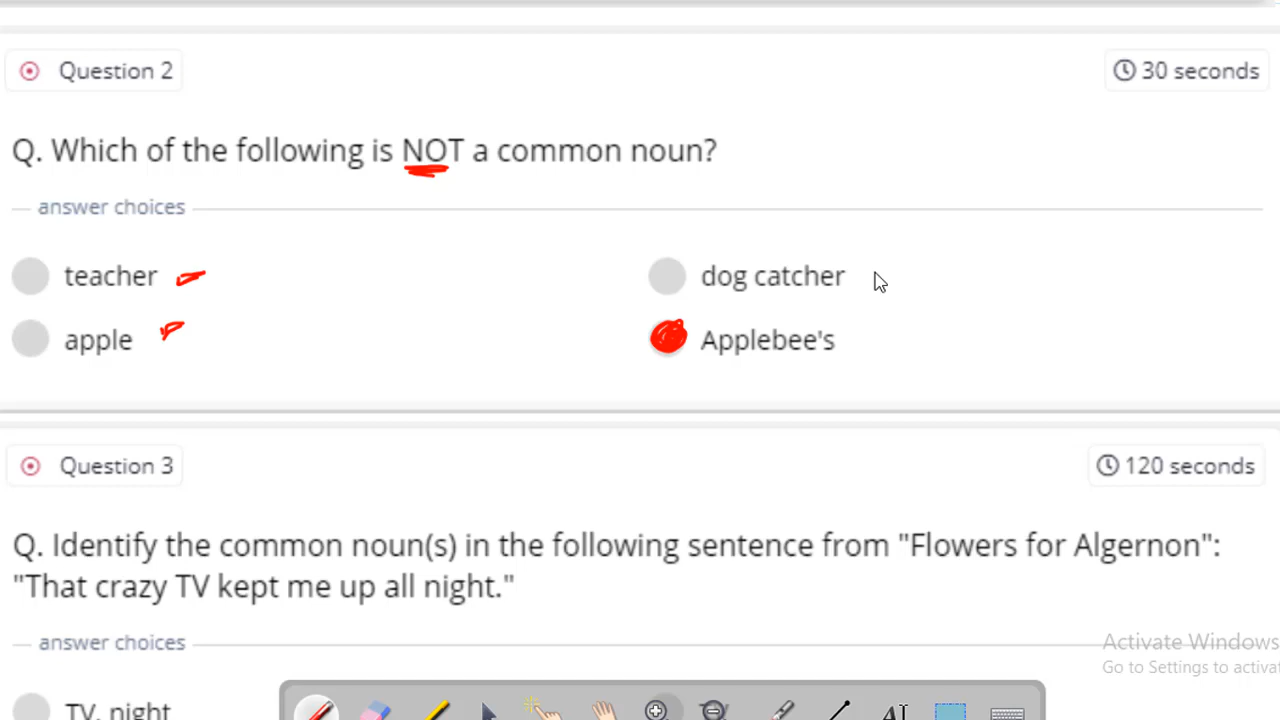 Question 2
30 seconds
Q. Which of the following is NOT a common noun?
answer choices
teacher
dog catcher
apple
Applebee's
Question 3
120 seconds
Q. Identify the common noun(s) in the following sentence from "Flowers for Algernon":
"That crazy TV kept me up all night."
answer choices
Activate Windows
Go to Settings to activa
TV, night